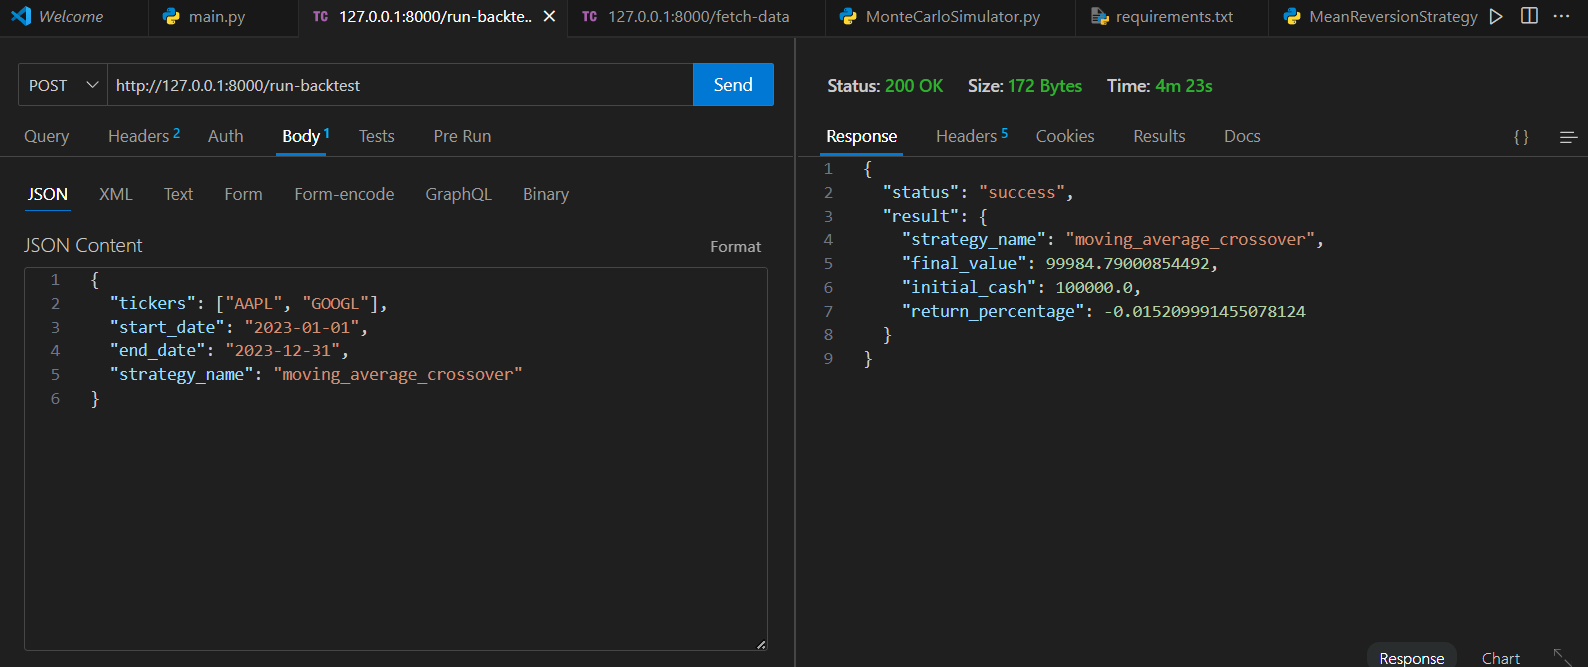 Welcome
main.py
TC 127.0.0.1:8000/run-backte..
TC 127.0.0.1:8000/fetch-data
MonteCarloSimulator.py
requirements.txt
MeanReversionStrategy
POST
http://127.0.0.1:8000/run-backtest
Send
Query
Headers 2
Auth
Body 1
Tests
Pre Run
JSON
XML
Text
Form
Form-encode
GraphQL
Binary
JSON Content
Format
1 {
2 "tickers": ["AAPL", "GOOGL"],
3 "start_date": "2023-01-01",
4 "end_date": "2023-12-31",
5 "strategy_name": "moving_average_crossover"
6 }
Status: 200 OK
Size: 172 Bytes
Time: 4m 23s
Response
Headers 5
Cookies
Results
Docs
{}
1 {
2 "status": "success",
3 "result": {
4 "strategy_name": "moving_average_crossover",
5 "final_value": 99984.79000854492,
6 "initial_cash": 100000.0,
7 "return_percentage": -0.015209991455078124
8 }
9 }
Response
Chart